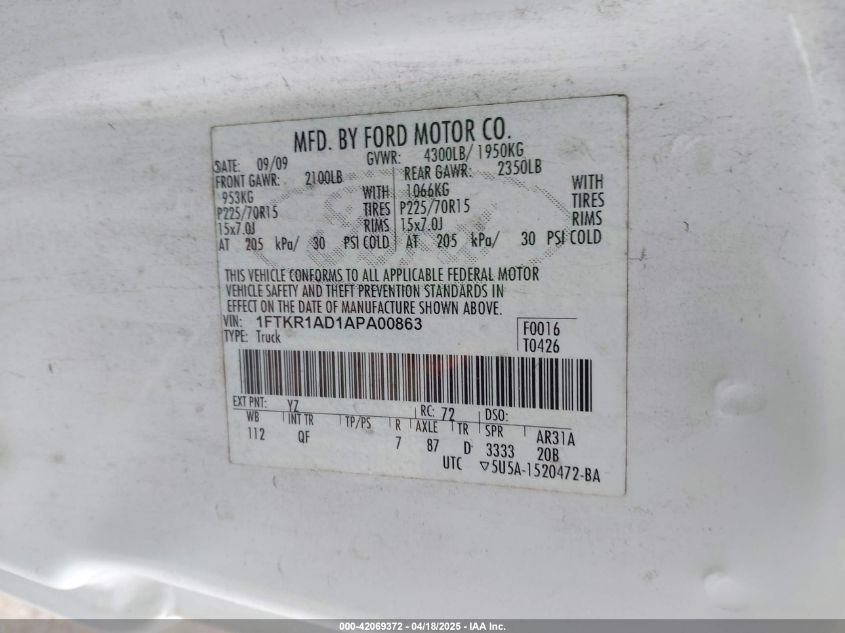 MFD. BY FORD MOTOR CO.
DATE: 09/09 GVWR: 4300LB/ 1950KG
FRONT GAWR: 2100LB REAR GAWR: 2350LB
953KG WITH 1066KG WITH
P225/70R15 TIRES P225/70R15 TIRES
15x7.0J RIMS 15x7.0J RIMS
AT 205 kPa/ 30 PSI COLD AT 205 kPa/ 30 PSI COLD
THIS VEHICLE CONFORMS TO ALL APPLICABLE FEDERAL MOTOR
VEHICLE SAFETY AND THEFT PREVENTION STANDARDS IN
EFFECT ON THE DATE OF MANUFACTURE SHOWN ABOVE.
VIN: 1FTKR1AD1APA00863 F0016
TYPE: Truck T0426
EXT PNT: YZ RC: 72 DSO:
WB INT TR TP/PS R AXLE TR SPR AR31A
112 QF 7 87 D 3333 20B
UTC ▽5U5A-1520472-BA
000-42069372 / 04/18/2025 - IAA Inc.